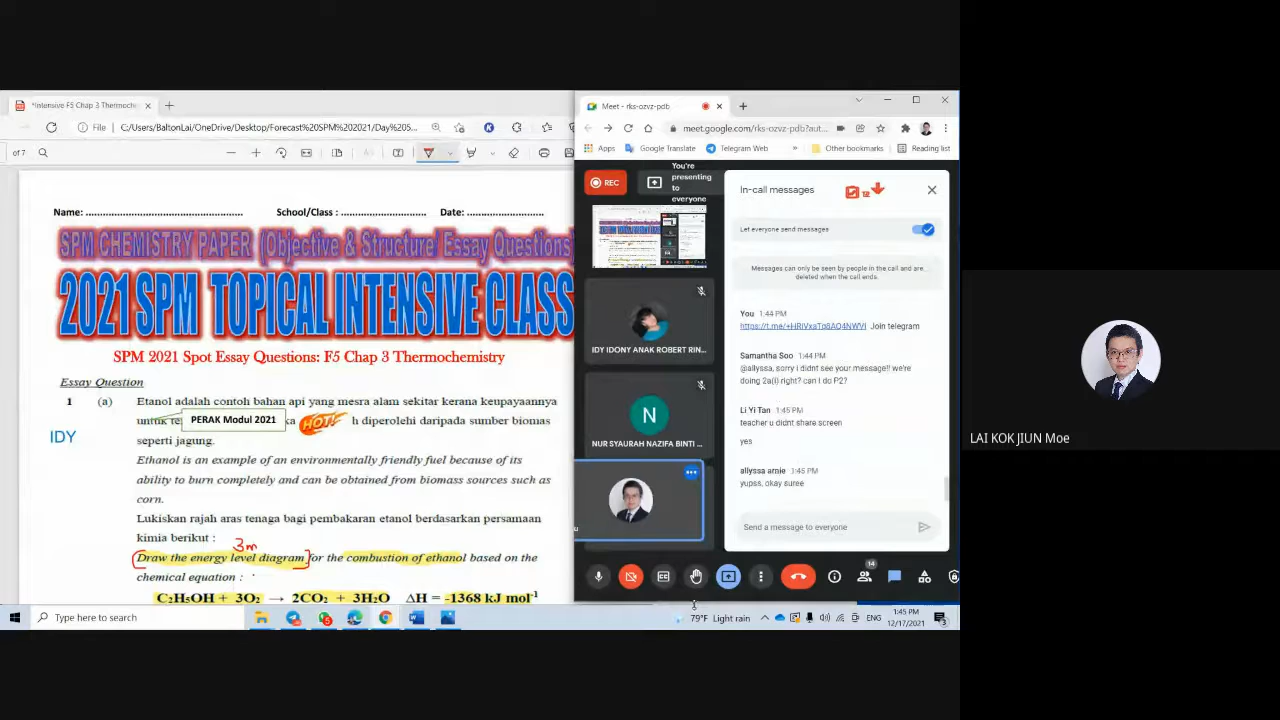 *Intensive F5 Chap 3 Thermoche
File
C:/Users/BaltonLai/OneDrive/Desktop/Forecast%20SPM%202021/Day%205...
of 7
Name: School/Class : Date:
SPM CHEMISTRY PAPER (Objective & Structured Essay Questions)
2021 SPM TOPICAL INTENSIVE CLASS
SPM 2021 Spot Essay Questions: F5 Chap 3 Thermochemistry
Essay Question
1 (a) Etanol adalah contoh bahan api yang mesra alam sekitar kerana keupayaannya
untuk te PERAK Modul 2021 ka HOT! h diperolehi daripada sumber biomas
IDY
seperti jagung.
Ethanol is an example of an environmentally friendly fuel because of its
ability to burn completely and can be obtained from biomass sources such as
corn.
Lukiskan rajah aras tenaga bagi pembakaran etanol berdasarkan persamaan
kimia berikut :
3m
Draw the energy level diagram for the combustion of ethanol based on the
chemical equation :
C₂H₅OH + 3O₂ → 2CO₂ + 3H₂O ΔH = -1368 kJ mol⁻¹
Meet - rks-ozvz-pdb
meet.google.com/rks-ozvz-pdb?aut...
Apps Google Translate Telegram Web » Other bookmarks Reading list
REC
You're
presenting
to
everyone
IDY IDONY ANAK ROBERT RIN...
N
NUR SYAURAH NAZIFA BINTI ...
u
In-call messages
Let everyone send messages
Messages can only be seen by people in the call and are
deleted when the call ends.
You 1:44 PM
Join telegram
Samantha Soo 1:44 PM
@allyssa, sorry i didnt see your message!! we're
doing 2a(i) right? can I do P2?
Li Yi Tan 1:45 PM
teacher u didnt share screen
yes
allyssa arnie 1:45 PM
yupss, okay suree
Send a message to everyone
14
Type here to search
5
79°F Light rain
ENG
1:45 PM
12/17/2021
3
LAI KOK JIUN Moe